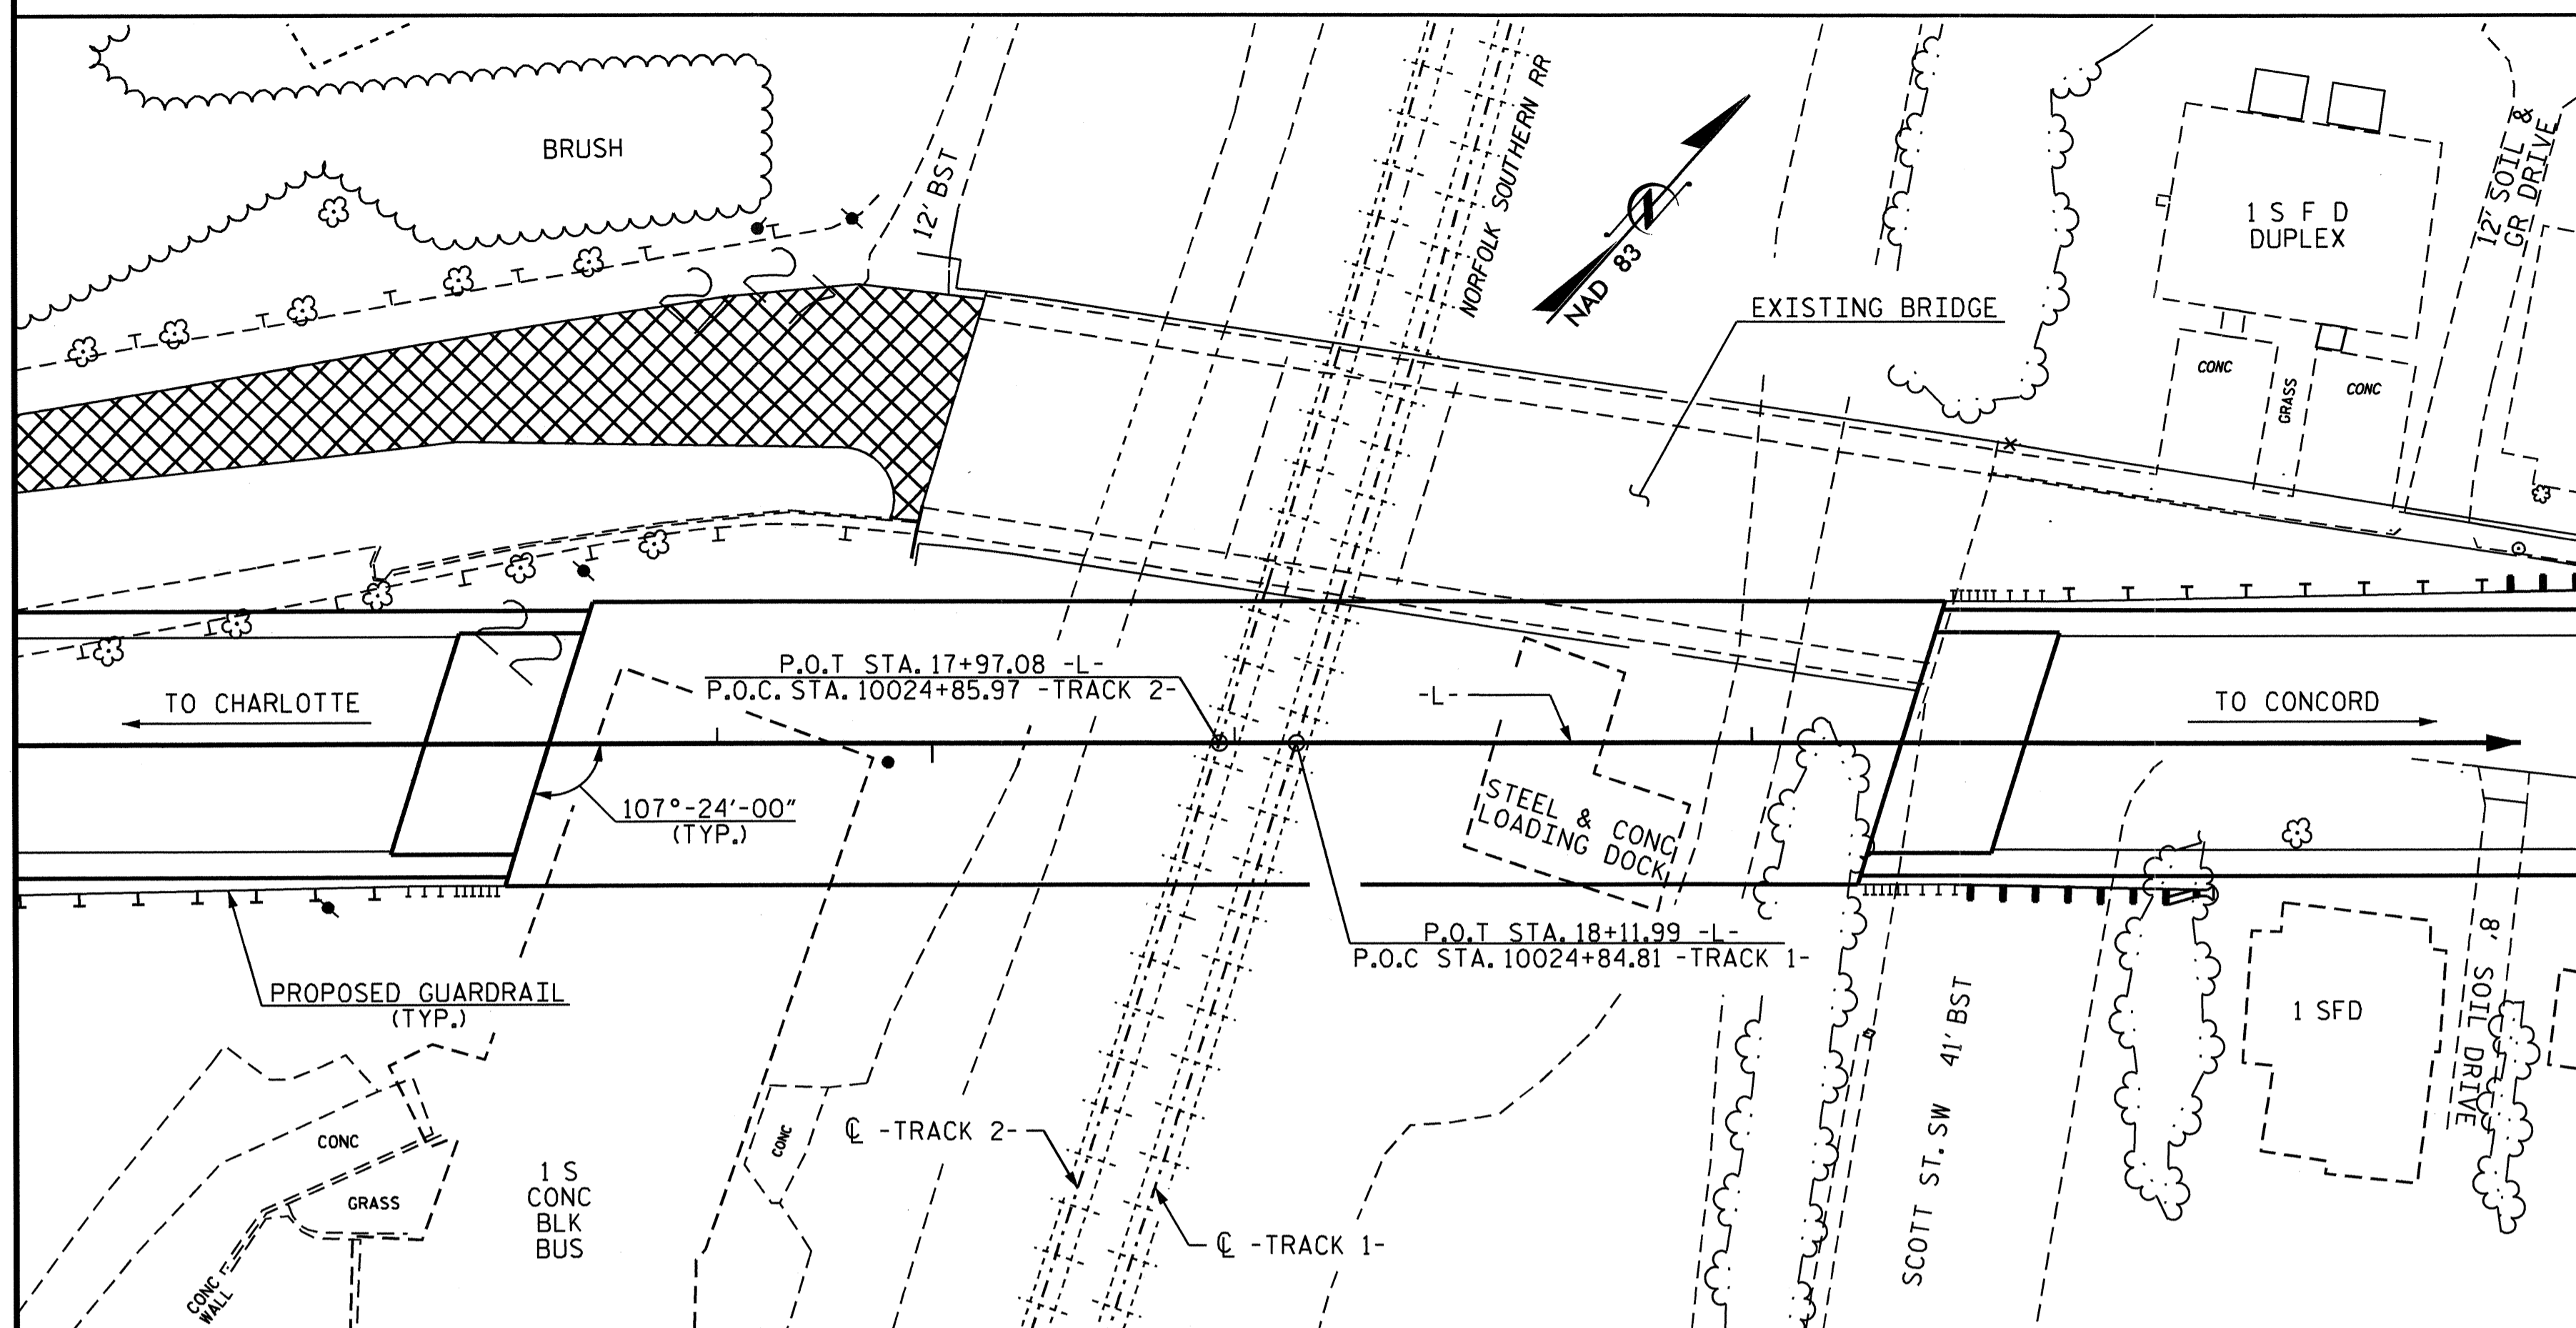 BRUSH
12' BST
NORFOLK SOUTHERN RR
NAD 83
N
EXISTING BRIDGE
1 S F D
DUPLEX
12' SOIL &
GR DRIVE
CONC
GRASS
CONC
TO CHARLOTTE
P.O.T STA. 17+97.08 -L-
P.O.C. STA. 10024+85.97 -TRACK 2-
-L-
TO CONCORD
107°-24'-00"
(TYP.)
STEEL & CONC
LOADING DOCK
P.O.T STA. 18+11.99 -L-
P.O.C STA. 10024+84.81 -TRACK 1-
PROPOSED GUARDRAIL
(TYP.)
CONC
GRASS
CONC
WALL
1 S
CONC
BLK
BUS
CONC
℄ -TRACK 2-
℄ -TRACK 1-
SCOTT ST. SW 41' BST
1 SFD
8' SOIL DRIVE